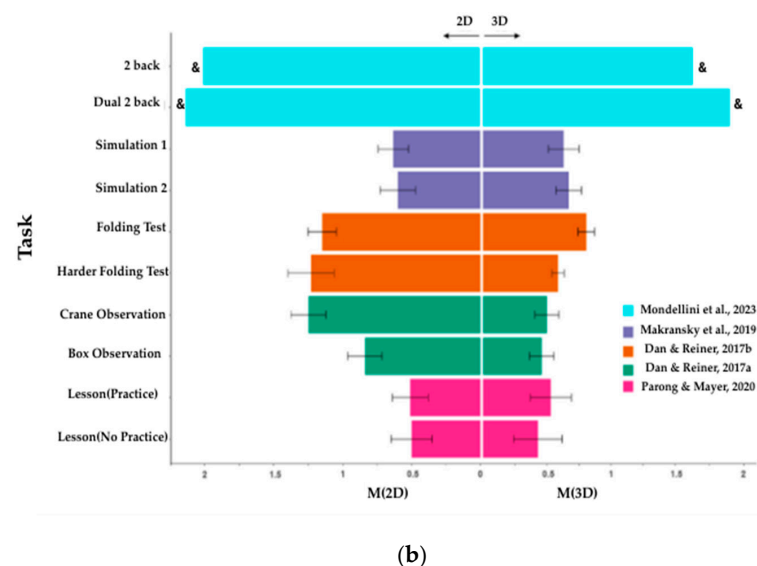 2D 3D
2 back & &
Dual 2 back & &
Simulation 1
Simulation 2
Folding Test
Harder Folding Test
Crane Observation
Box Observation
Lesson(Practice)
Lesson(No Practice)
Task
Mondellini et al., 2023
Makransky et al., 2019
Dan & Reiner, 2017b
Dan & Reiner, 2017a
Parong & Mayer, 2020
2 1.5 1 0.5 0 0.5 1 1.5 2
M(2D) M(3D)
(b)